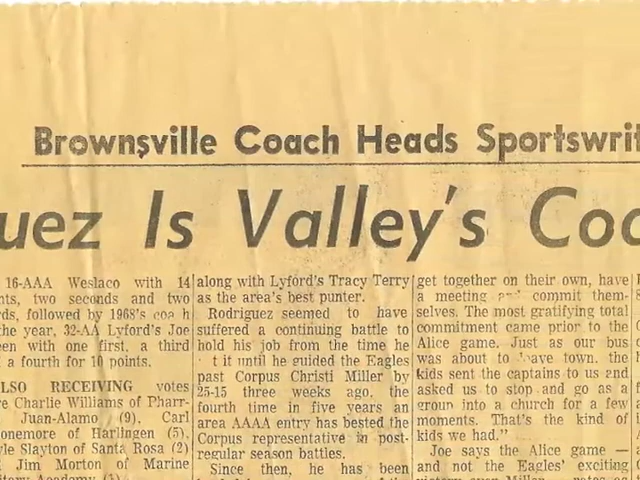 Brownsville Coach Heads Sportswrit
uez Is Valley's Coa
16-AAA Weslaco with 14
nts, two seconds and two
rds, followed by 1968's coa h
the year, 32-AA Lyford's Joe
een with one first, a third
a fourth for 10 points.
LSO RECEIVING votes
re Charlie Williams of Pharr-
Juan-Alamo (9), Carl
onemore of Harlingen (5),
yle Slayton of Santa Rosa (2)
Jim Morton of Marine
itary Academy (1)
along with Lyford's Tracy Terry
as the area's best punter.
Rodriguez seemed to have
suffered a continuing battle to
hold his job from the time he
t it until he guided the Eagles
past Corpus Christi Miller by
25-15 three weeks ago, the
fourth time in five years an
area AAAA entry has bested the
Corpus representative in post-
regular season battles.
Since then, he has been
get together on their own, have
a meeting and commit them-
selves. The most gratifying total
commitment came prior to the
Alice game. Just as our bus
was about to leave town, the
kids sent the captains to us and
asked us to stop and go as a
group into a church for a few
moments. That's the kind of
kids we had."
Joe says the Alice game —
and not the Eagles' exciting